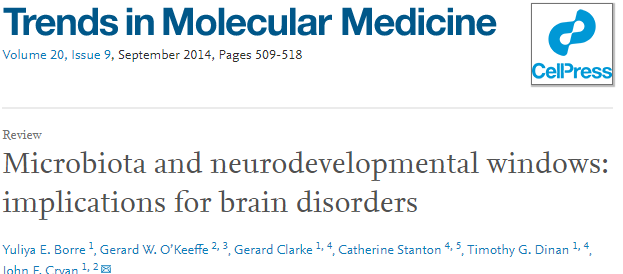 Trends in Molecular Medicine
Volume 20, Issue 9, September 2014, Pages 509-518
CellPress
Review
Microbiota and neurodevelopmental windows:
implications for brain disorders
Yuliya E. Borre 1, Gerard W. O'Keeffe 2, 3, Gerard Clarke 1, 4, Catherine Stanton 4, 5, Timothy G. Dinan 1, 4,
John F. Cryan 1, 2